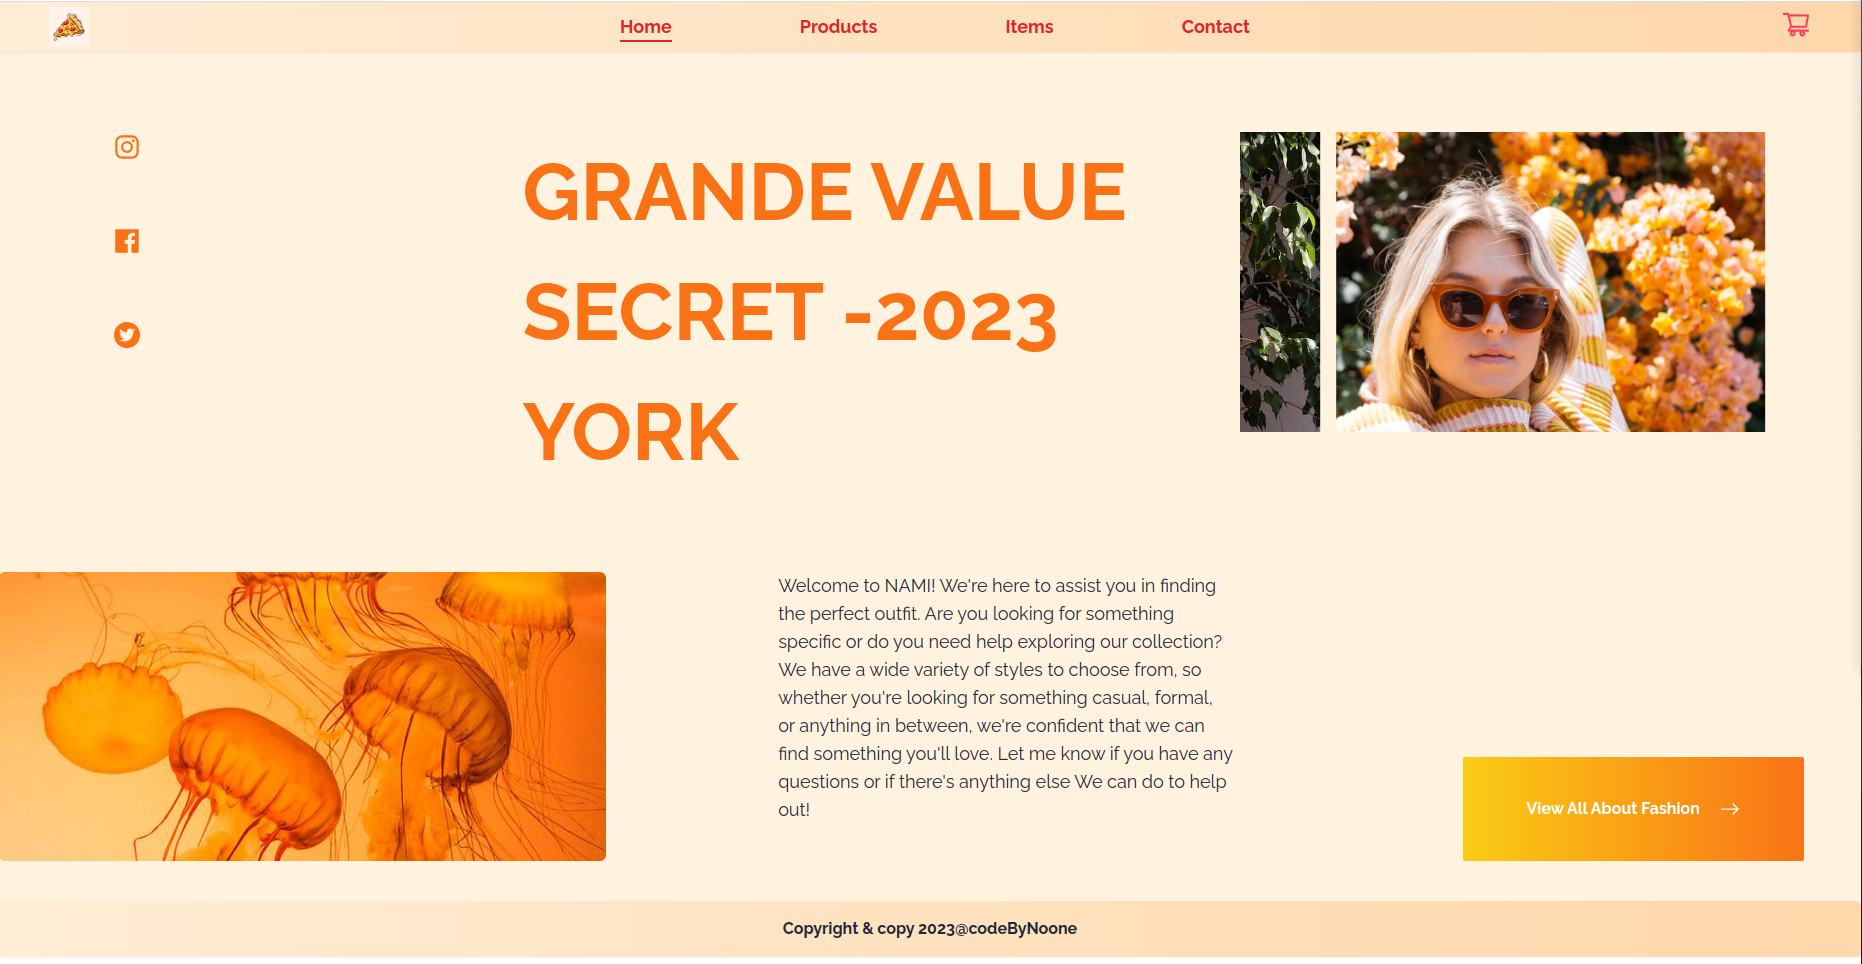 Home Products Items Contact
GRANDE VALUE
SECRET -2023
YORK
Welcome to NAMI! We're here to assist you in finding
the perfect outfit. Are you looking for something
specific or do you need help exploring our collection?
We have a wide variety of styles to choose from, so
whether you're looking for something casual, formal,
or anything in between, we're confident that we can
find something you'll love. Let me know if you have any
questions or if there's anything else We can do to help
out!
View All About Fashion
Copyright & copy 2023@codeByNoone